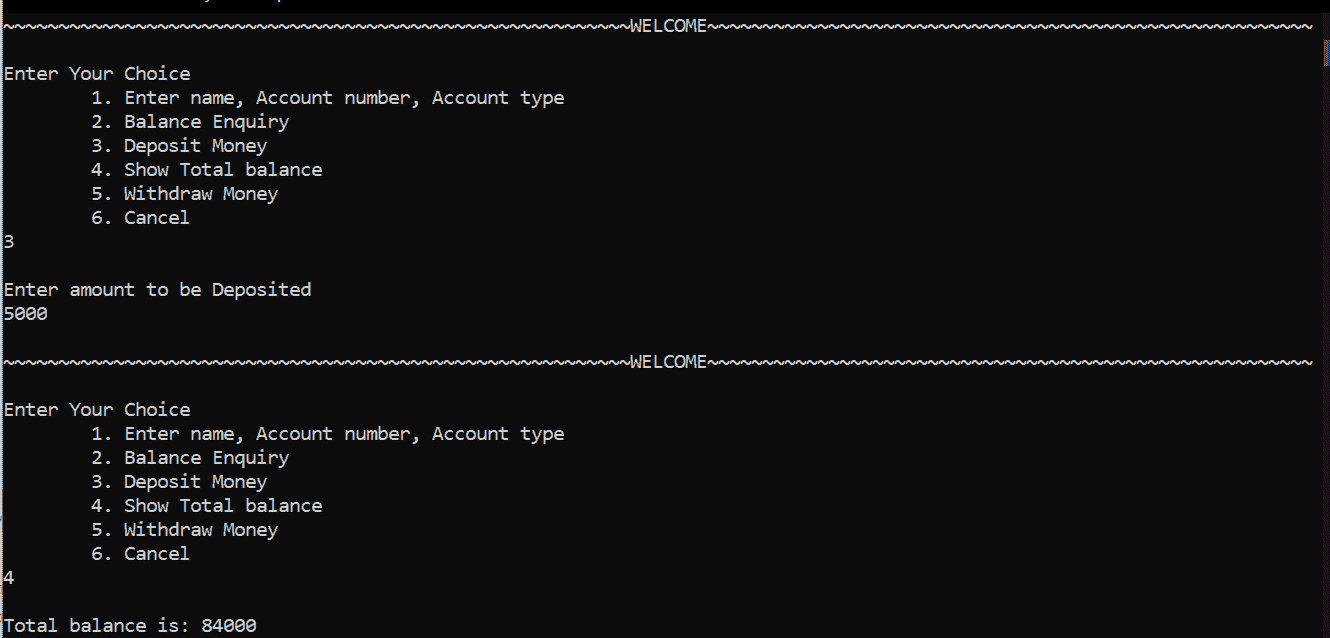 ~~~~~~~~~~~~~~~~~~~~~~~~~~~~~~~~~~~~~~~~~~~~~~~~~~~~~~~~~WELCOME~~~~~~~~~~~~~~~~~~~~~~~~~~~~~~~~~~~~~~~~~~~~~~~~~~~~~~~
Enter Your Choice
1. Enter name, Account number, Account type
2. Balance Enquiry
3. Deposit Money
4. Show Total balance
5. Withdraw Money
6. Cancel
3
Enter amount to be Deposited
5000
~~~~~~~~~~~~~~~~~~~~~~~~~~~~~~~~~~~~~~~~~~~~~~~~~~~~~~~~~WELCOME~~~~~~~~~~~~~~~~~~~~~~~~~~~~~~~~~~~~~~~~~~~~~~~~~~~~~~~
Enter Your Choice
1. Enter name, Account number, Account type
2. Balance Enquiry
3. Deposit Money
4. Show Total balance
5. Withdraw Money
6. Cancel
4
Total balance is: 84000